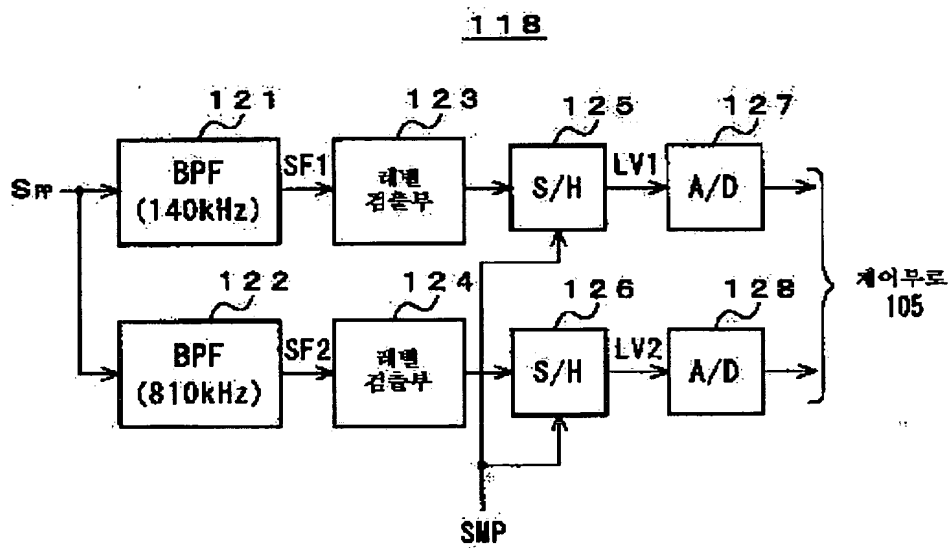 118
121
123
125
127
SPP
BPF
(140kHz)
SF1
레벨
검출부
S/H
LV1
A/D
122
124
126
128
BPF
(810kHz)
SF2
레벨
검출부
S/H
LV2
A/D
제어부로
105
SMP